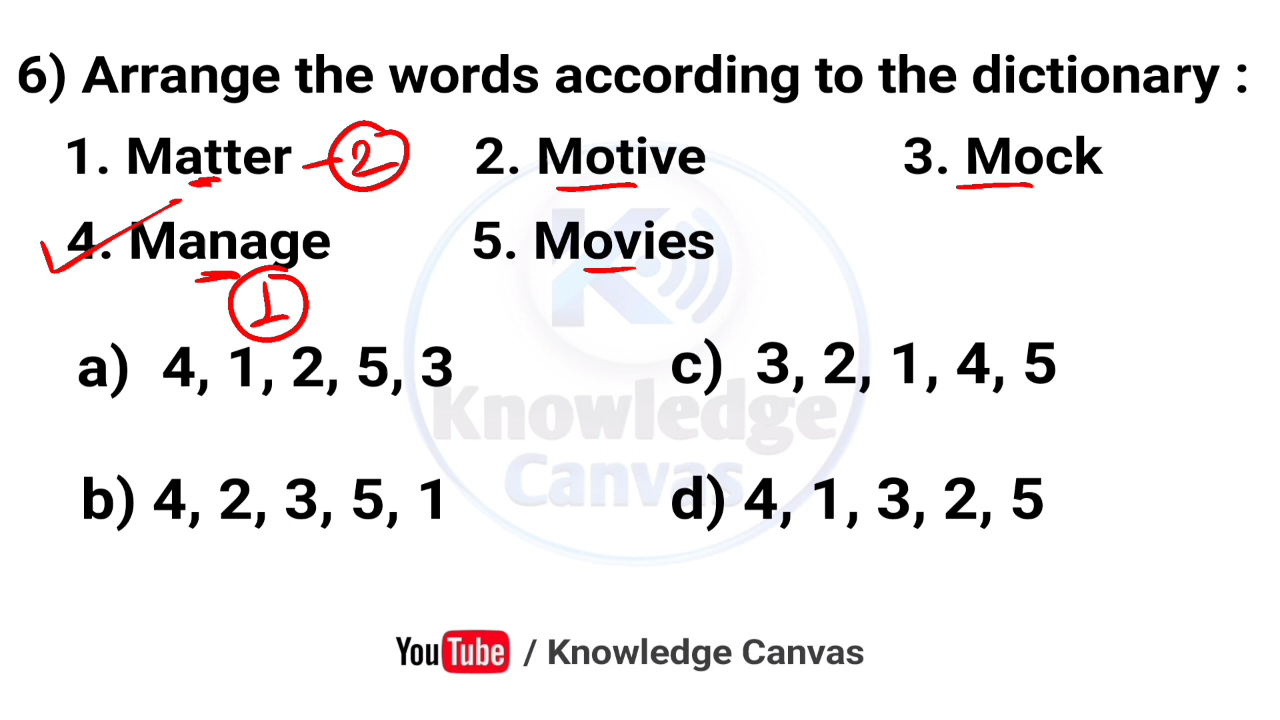 6) Arrange the words according to the dictionary :
1. Matter - 2 2. Motive 3. Mock
4. Manage 5. Movies
1
a) 4, 1, 2, 5, 3 c) 3, 2, 1, 4, 5
Knowledge
Canvas
b) 4, 2, 3, 5, 1 d) 4, 1, 3, 2, 5
YouTube / Knowledge Canvas